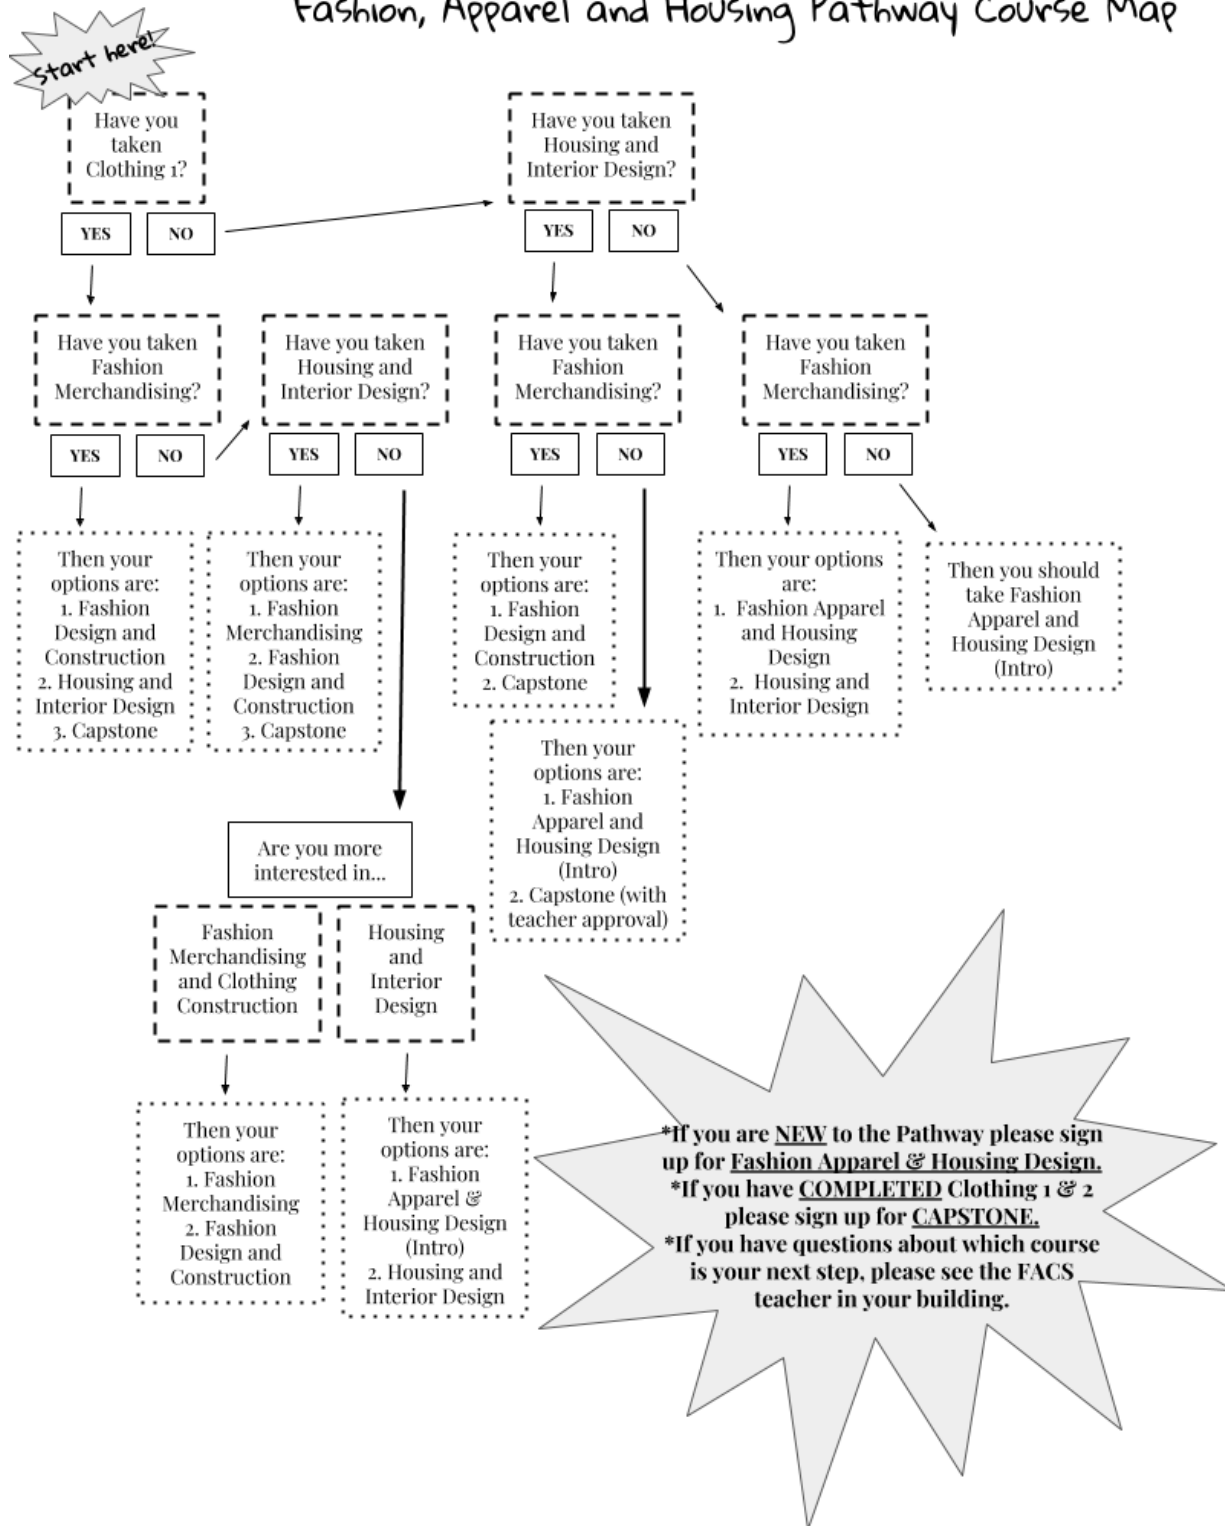 Fashion, Apparel and Housing Pathway Course Map
Start here!
Have you
taken
Clothing 1?
YES
NO
Have you taken
Housing and
Interior Design?
YES
NO
Have you taken
Fashion
Merchandising?
YES
NO
Have you taken
Housing and
Interior Design?
YES
NO
Have you taken
Fashion
Merchandising?
YES
NO
Have you taken
Fashion
Merchandising?
YES
NO
Then your
options are:
1. Fashion
Design and
Construction
2. Housing and
Interior Design
3. Capstone
Then your
options are:
1. Fashion
Merchandising
2. Fashion
Design and
Construction
3. Capstone
Then your
options are:
1. Fashion
Design and
Construction
2. Capstone
Then your options
are:
1. Fashion Apparel
and Housing
Design
2. Housing and
Interior Design
Then you should
take Fashion
Apparel and
Housing Design
(Intro)
Then your
options are:
1. Fashion
Apparel and
Housing Design
(Intro)
2. Capstone (with
teacher approval)
Are you more
interested in...
Fashion
Merchandising
and Clothing
Construction
Housing
and
Interior
Design
Then your
options are:
1. Fashion
Merchandising
2. Fashion
Design and
Construction
Then your
options are:
1. Fashion
Apparel &
Housing Design
(Intro)
2. Housing and
Interior Design
*If you are NEW to the Pathway please sign
up for Fashion Apparel & Housing Design.
*If you have COMPLETED Clothing 1 & 2
please sign up for CAPSTONE.
*If you have questions about which course
is your next step, please see the FACS
teacher in your building.